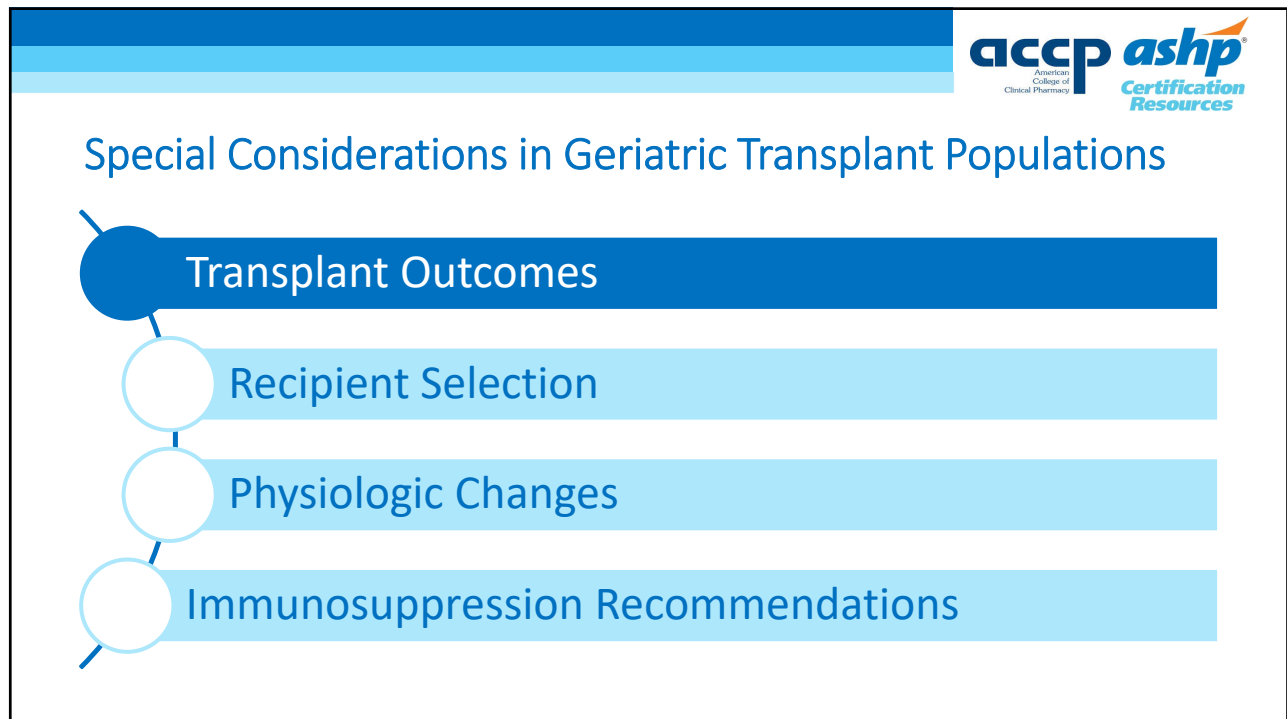 accp
American
College of
Clinical Pharmacy
ashp®
Certification
Resources
Special Considerations in Geriatric Transplant Populations
Transplant Outcomes
Recipient Selection
Physiologic Changes
Immunosuppression Recommendations